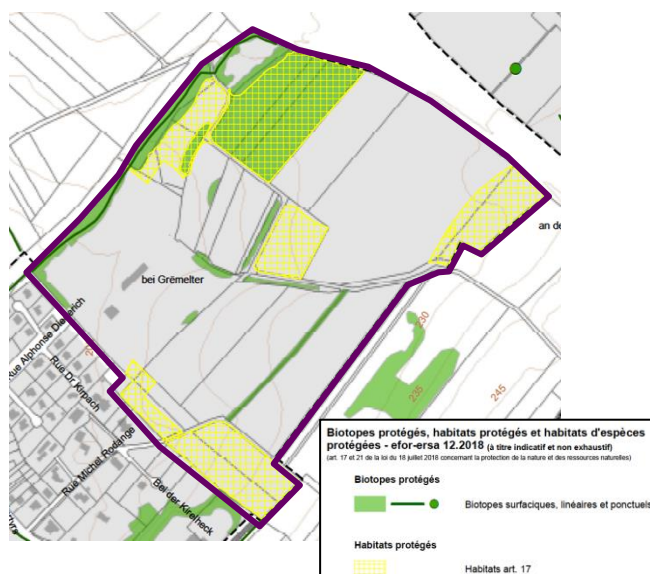 an de
bei Grëmelter
230
Rue Alphonse Diederich
235
245
Rue Dr Krpach
Rue Michel Rodange
Bei der Kirelheck
Biotopes protégés, habitats protégés et habitats d'espèces
protégées - efor-ersa 12.2018 (à titre indicatif et non exhaustif)
(art. 17 et 21 de la loi du 18 juillet 2018 concernant la protection de la nature et des ressources naturelles)
Biotopes protégés
Biotopes surfaciques, linéaires et ponctuels
Habitats protégés
Habitats art. 17